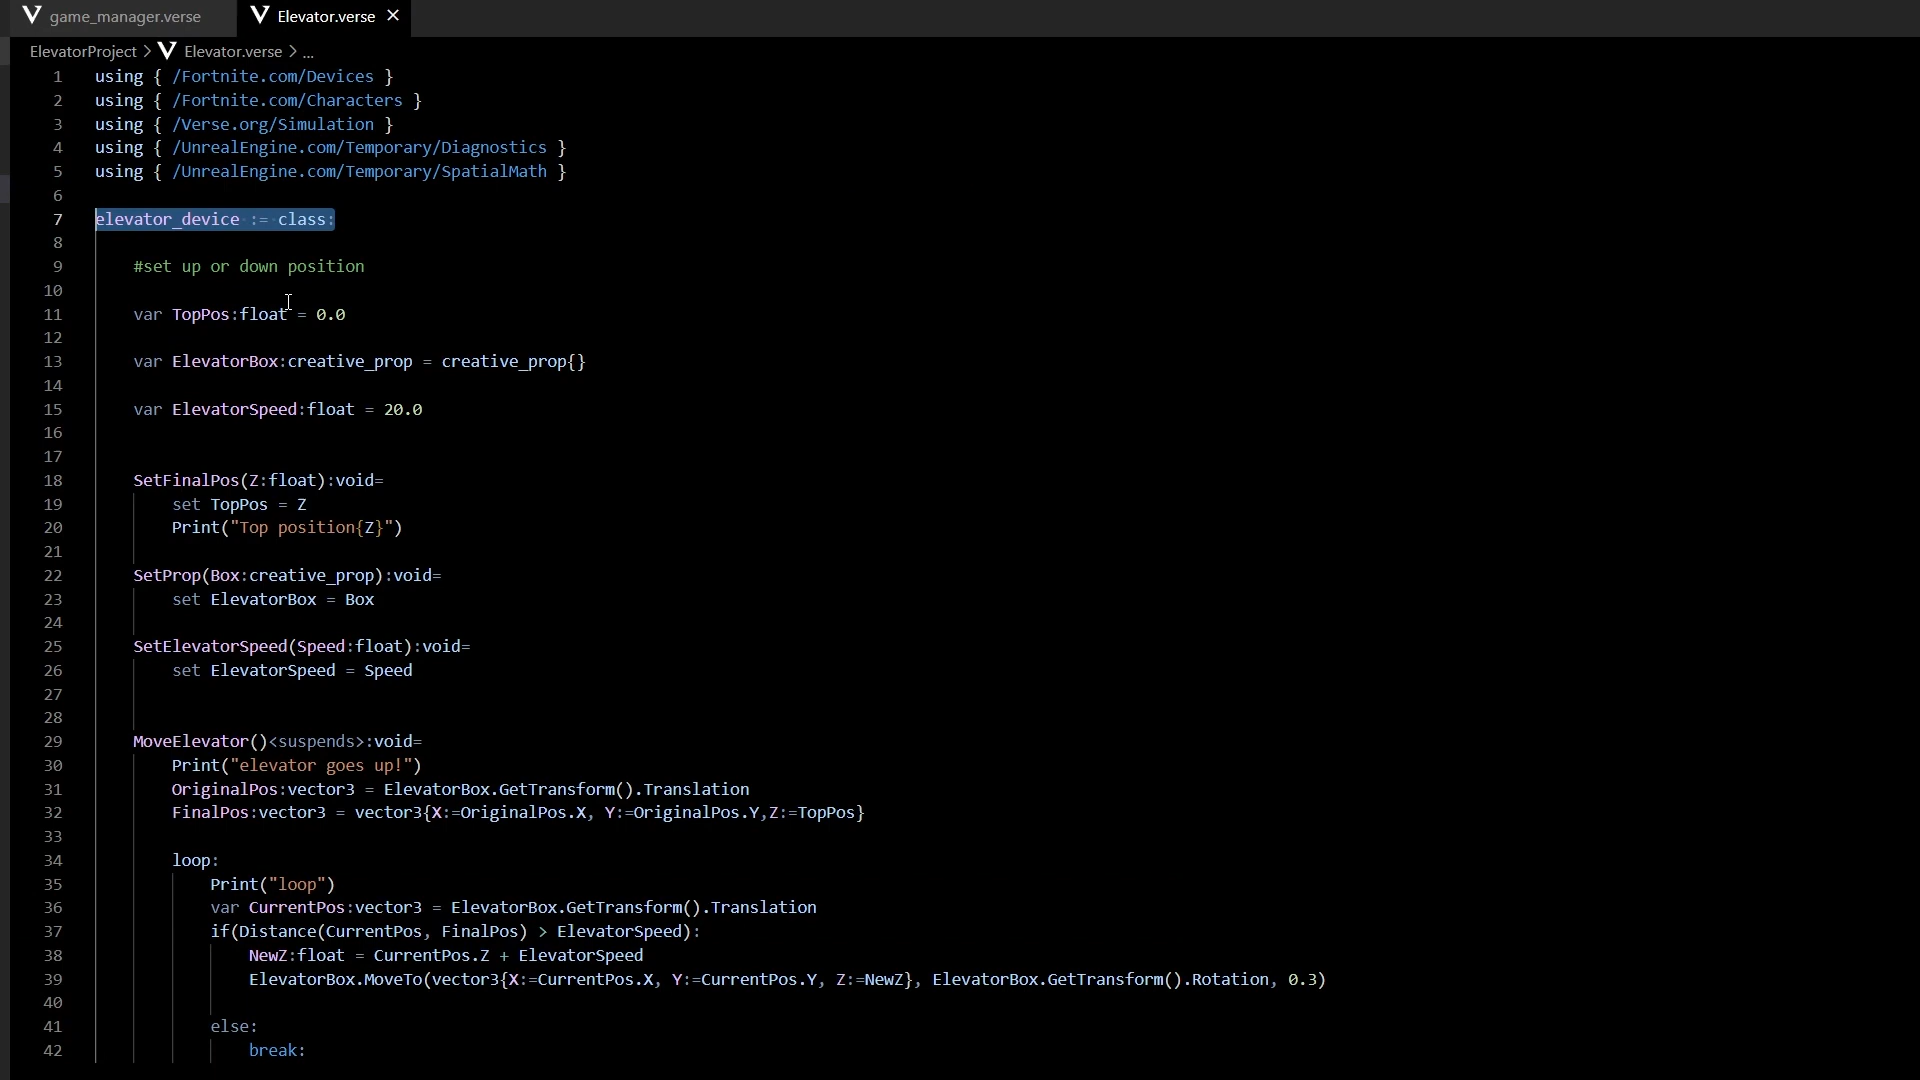 game_manager.verse
Elevator.verse ×
ElevatorProject > Elevator.verse > ...
1 using { /Fortnite.com/Devices }
2 using { /Fortnite.com/Characters }
3 using { /Verse.org/Simulation }
4 using { /UnrealEngine.com/Temporary/Diagnostics }
5 using { /UnrealEngine.com/Temporary/SpatialMath }
6
7 elevator_device := class:
8
9 #set up or down position
10
11 var TopPos:float = 0.0
12
13 var ElevatorBox:creative_prop = creative_prop{}
14
15 var ElevatorSpeed:float = 20.0
16
17
18 SetFinalPos(Z:float):void=
19 set TopPos = Z
20 Print("Top position{Z}")
21
22 SetProp(Box:creative_prop):void=
23 set ElevatorBox = Box
24
25 SetElevatorSpeed(Speed:float):void=
26 set ElevatorSpeed = Speed
27
28
29 MoveElevator()<suspends>:void=
30 Print("elevator goes up!")
31 OriginalPos:vector3 = ElevatorBox.GetTransform().Translation
32 FinalPos:vector3 = vector3{X:=OriginalPos.X, Y:=OriginalPos.Y,Z:=TopPos}
33
34 loop:
35 Print("loop")
36 var CurrentPos:vector3 = ElevatorBox.GetTransform().Translation
37 if(Distance(CurrentPos, FinalPos) > ElevatorSpeed):
38 NewZ:float = CurrentPos.Z + ElevatorSpeed
39 ElevatorBox.MoveTo(vector3{X:=CurrentPos.X, Y:=CurrentPos.Y, Z:=NewZ}, ElevatorBox.GetTransform().Rotation, 0.3)
40
41 else:
42 break: